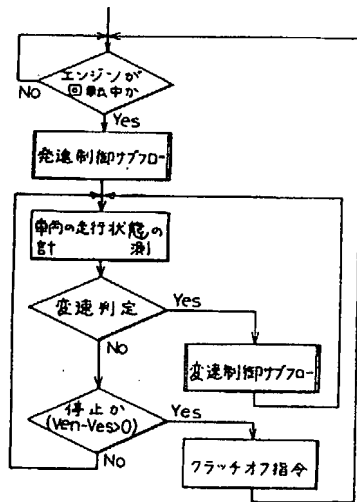 エンジンが
回転中か
No
Yes
発進制御サブフロー
車両の走行状態の
計測
変速判定
Yes
No
変速制御サブフロー
停止か
(Ven-Ves>0)
Yes
No
クラッチオフ指令